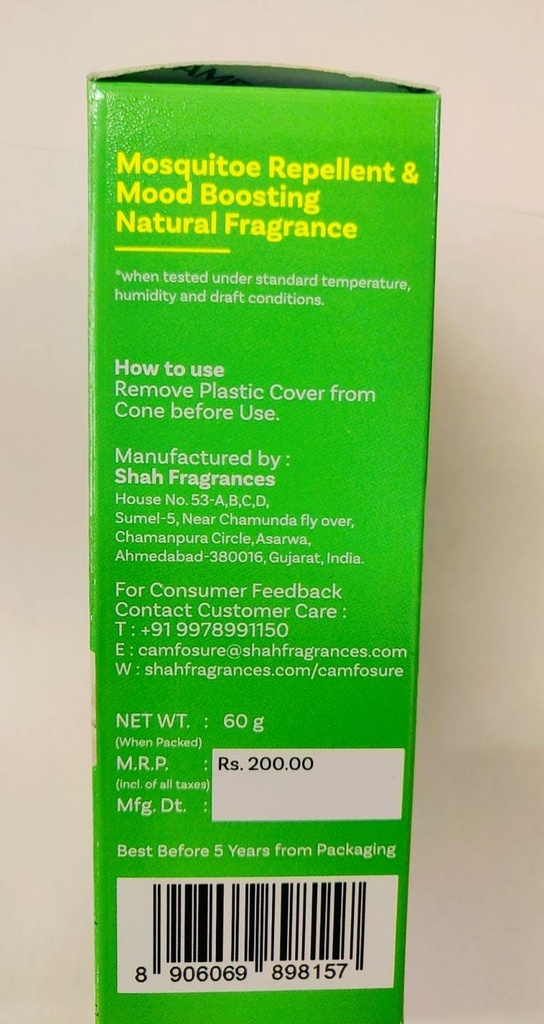 Mosquitoe Repellent &
Mood Boosting
Natural Fragrance
*when tested under standard temperature,
humidity and draft conditions.
How to use
Remove Plastic Cover from
Cone before Use.
Manufactured by :
Shah Fragrances
House No. 53-A,B,C,D,
Sumel-5, Near Chamunda fly over,
Chamanpura Circle, Asarwa,
Ahmedabad-380016, Gujarat, India.
For Consumer Feedback
Contact Customer Care :
T : +91 9978991150
E : camfosure@shahfragrances.com
W : shahfragrances.com/camfosure
NET WT. : 60 g
(When Packed)
M.R.P. : Rs. 200.00
(incl. of all taxes)
Mfg. Dt. :
Best Before 5 Years from Packaging
8 906069 898157